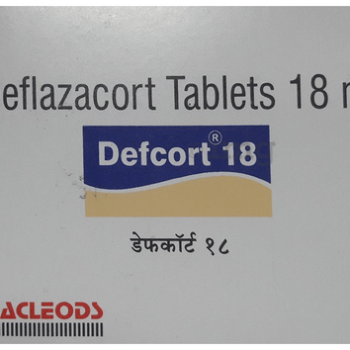 eflazacort Tablets 18 m
Defcort® 18
डेफकॉर्ट १८
ACLEODS